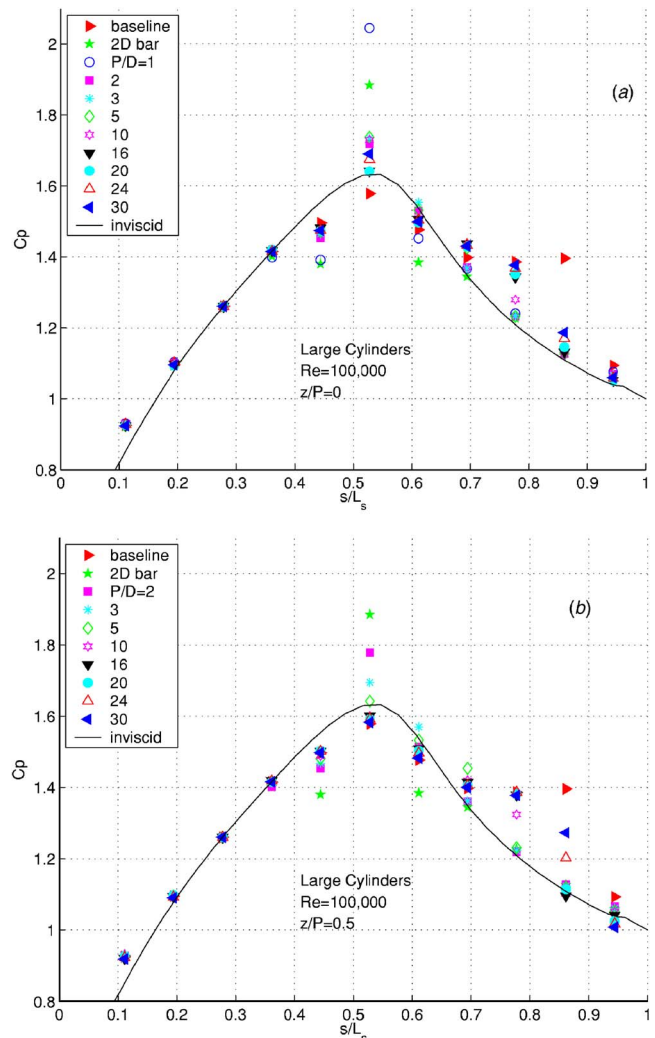 2
1.8
1.6
1.4
1.2
1
0.8
Cp
baseline
2D bar
P/D=1
2
3
5
10
16
20
24
30
inviscid
(a)
Large Cylinders
Re=100,000
z/P=0
0 0.1 0.2 0.3 0.4 0.5 0.6 0.7 0.8 0.9 1
s/Ls
2
1.8
1.6
1.4
1.2
1
0.8
Cp
baseline
2D bar
P/D=2
3
5
10
16
20
24
30
inviscid
(b)
Large Cylinders
Re=100,000
z/P=0.5
0 0.1 0.2 0.3 0.4 0.5 0.6 0.7 0.8 0.9 1
s/Ls